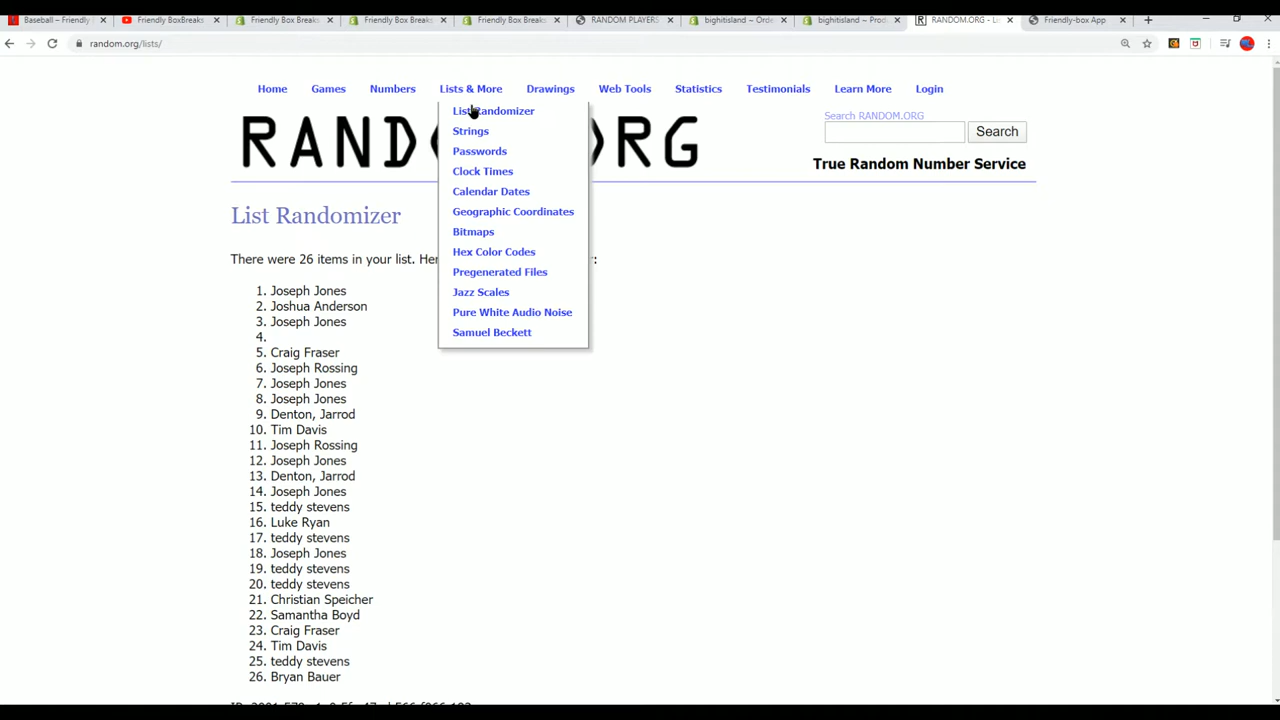 Baseball – Friendly
Friendly BoxBreaks
Friendly Box Breaks
Friendly Box Breaks
Friendly Box Breaks
RANDOM PLAYERS
bighitisland ~ Orde
bighitisland ~ Prod
RANDOM.ORG - Li
Friendly-box App
random.org/lists/
Home Games Numbers Lists & More Drawings Web Tools Statistics Testimonials Learn More Login
List Randomizer
Strings
Passwords
Clock Times
Calendar Dates
Geographic Coordinates
Bitmaps
Hex Color Codes
Pregenerated Files
Jazz Scales
Pure White Audio Noise
Samuel Beckett
RAND RG
Search RANDOM.ORG
Search
True Random Number Service
List Randomizer
There were 26 items in your list. Her :
1. Joseph Jones
2. Joshua Anderson
3. Joseph Jones
4.
5. Craig Fraser
6. Joseph Rossing
7. Joseph Jones
8. Joseph Jones
9. Denton, Jarrod
10. Tim Davis
11. Joseph Rossing
12. Joseph Jones
13. Denton, Jarrod
14. Joseph Jones
15. teddy stevens
16. Luke Ryan
17. teddy stevens
18. Joseph Jones
19. teddy stevens
20. teddy stevens
21. Christian Speicher
22. Samantha Boyd
23. Craig Fraser
24. Tim Davis
25. teddy stevens
26. Bryan Bauer